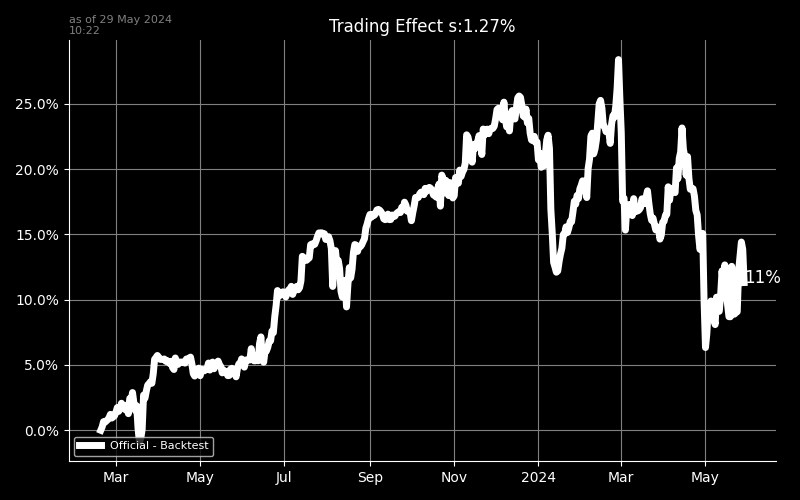 as of 29 May 2024
10:22
Trading Effect s:1.27%
25.0%
20.0%
15.0%
10.0%
5.0%
0.0%
11%
Official - Backtest
Mar May Jul Sep Nov 2024 Mar May